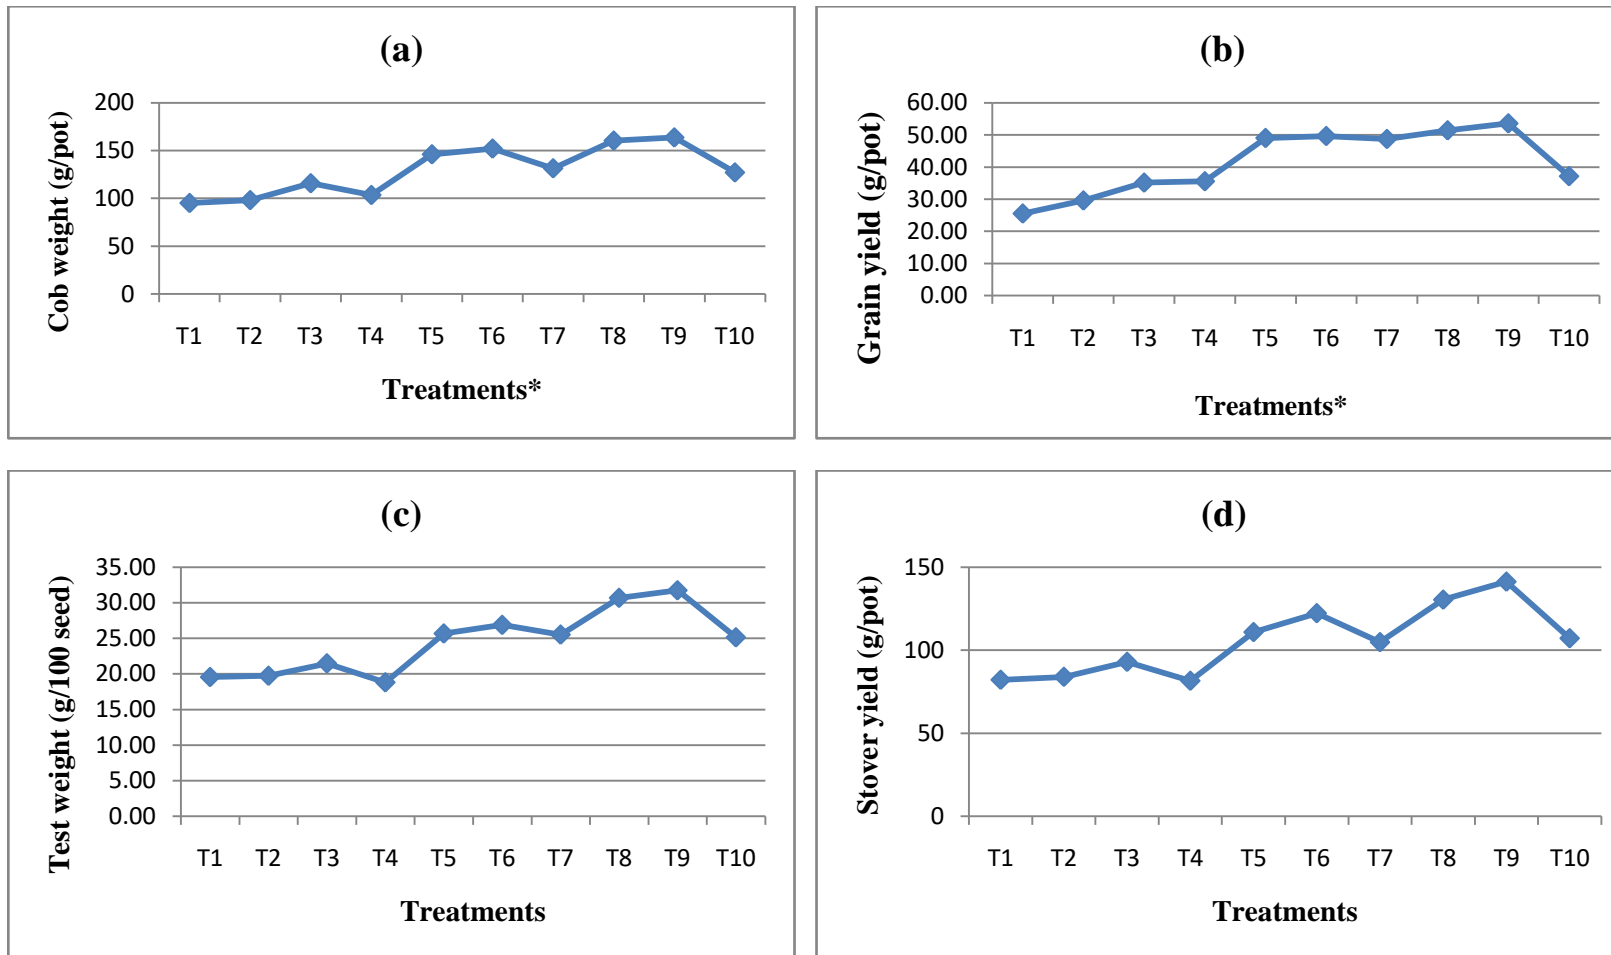 (a)
Cob weight (g/pot)
200
150
100
50
0
T1 T2 T3 T4 T5 T6 T7 T8 T9 T10
Treatments*
(b)
Grain yield (g/pot)
60.00
50.00
40.00
30.00
20.00
10.00
0.00
T1 T2 T3 T4 T5 T6 T7 T8 T9 T10
Treatments*
(c)
Test weight (g/100 seed)
35.00
30.00
25.00
20.00
15.00
10.00
5.00
0.00
T1 T2 T3 T4 T5 T6 T7 T8 T9 T10
Treatments
(d)
Stover yield (g/pot)
150
100
50
0
T1 T2 T3 T4 T5 T6 T7 T8 T9 T10
Treatments